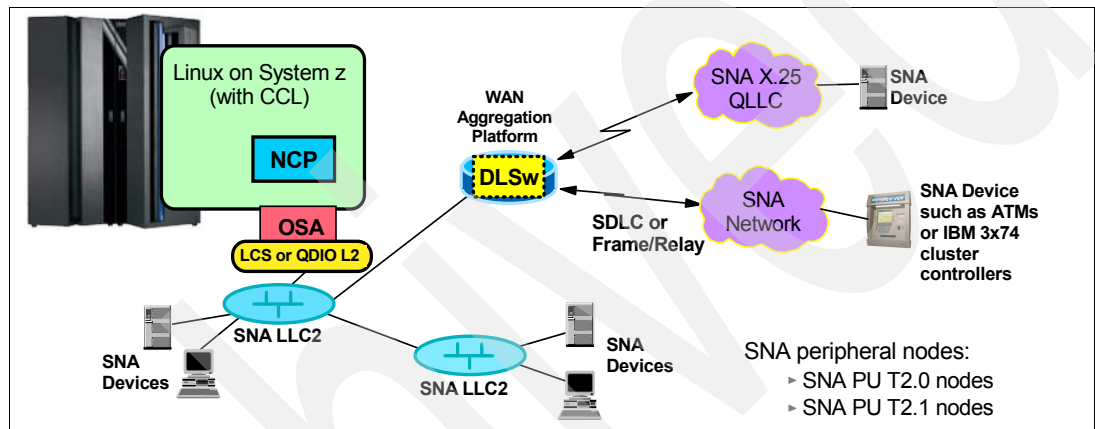 Linux on System z
(with CCL)
NCP
OSA
LCS or QDIO L2
SNA LLC2
SNA
Devices
SNA LLC2
SNA
Devices
WAN
Aggregation
Platform
DLSw
SNA X.25
QLLC
SNA
Device
SDLC or
Frame/Relay
SNA
Network
SNA Device
such as ATMs
or IBM 3x74
cluster
controllers
SNA peripheral nodes:
► SNA PU T2.0 nodes
► SNA PU T2.1 nodes